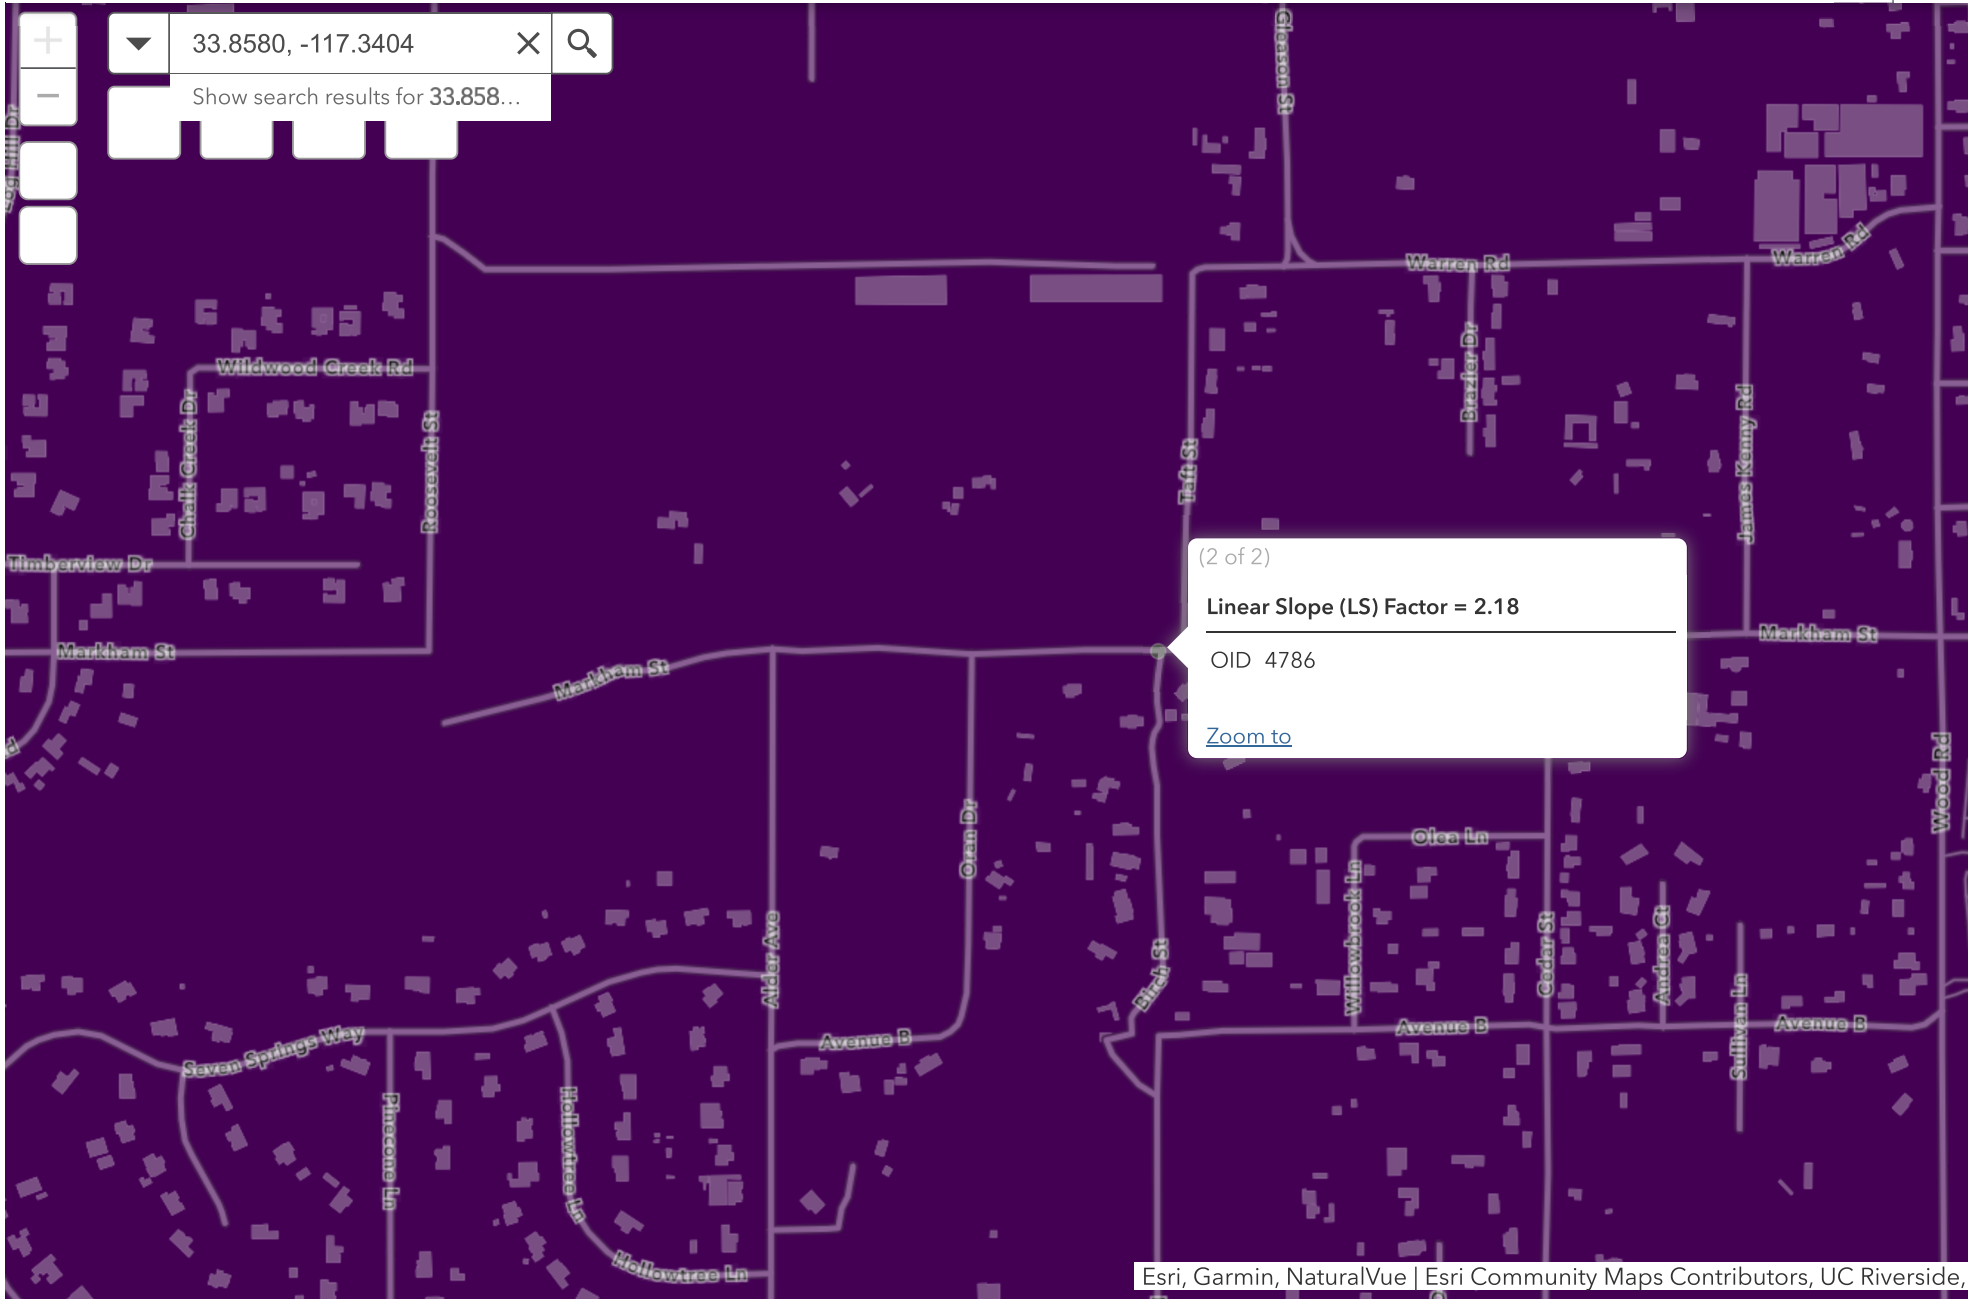 33.8580, -117.3404
Show search results for 33.858...
Gleason St
Warren Rd
Warren Rd
Wildwood Creek Rd
Chalk Creek Dr
Roosevelt St
Taft St
Brazier Dr
James Kenny Rd
Timberview Dr
Markham St
Markham St
Markham St
(2 of 2)
Linear Slope (LS) Factor = 2.18
OID 4786
Zoom to
Wood Rd
Oran Dr
Olea Ln
Alder Ave
Birch St
Willowbrook Ln
Cedar St
Andrea Ct
Sullivan Ln
Avenue B
Avenue B
Avenue B
Seven Springs Way
Pinecone Ln
Hollowtree Ln
Hollowtree Ln
Esri, Garmin, NaturalVue | Esri Community Maps Contributors, UC Riverside,